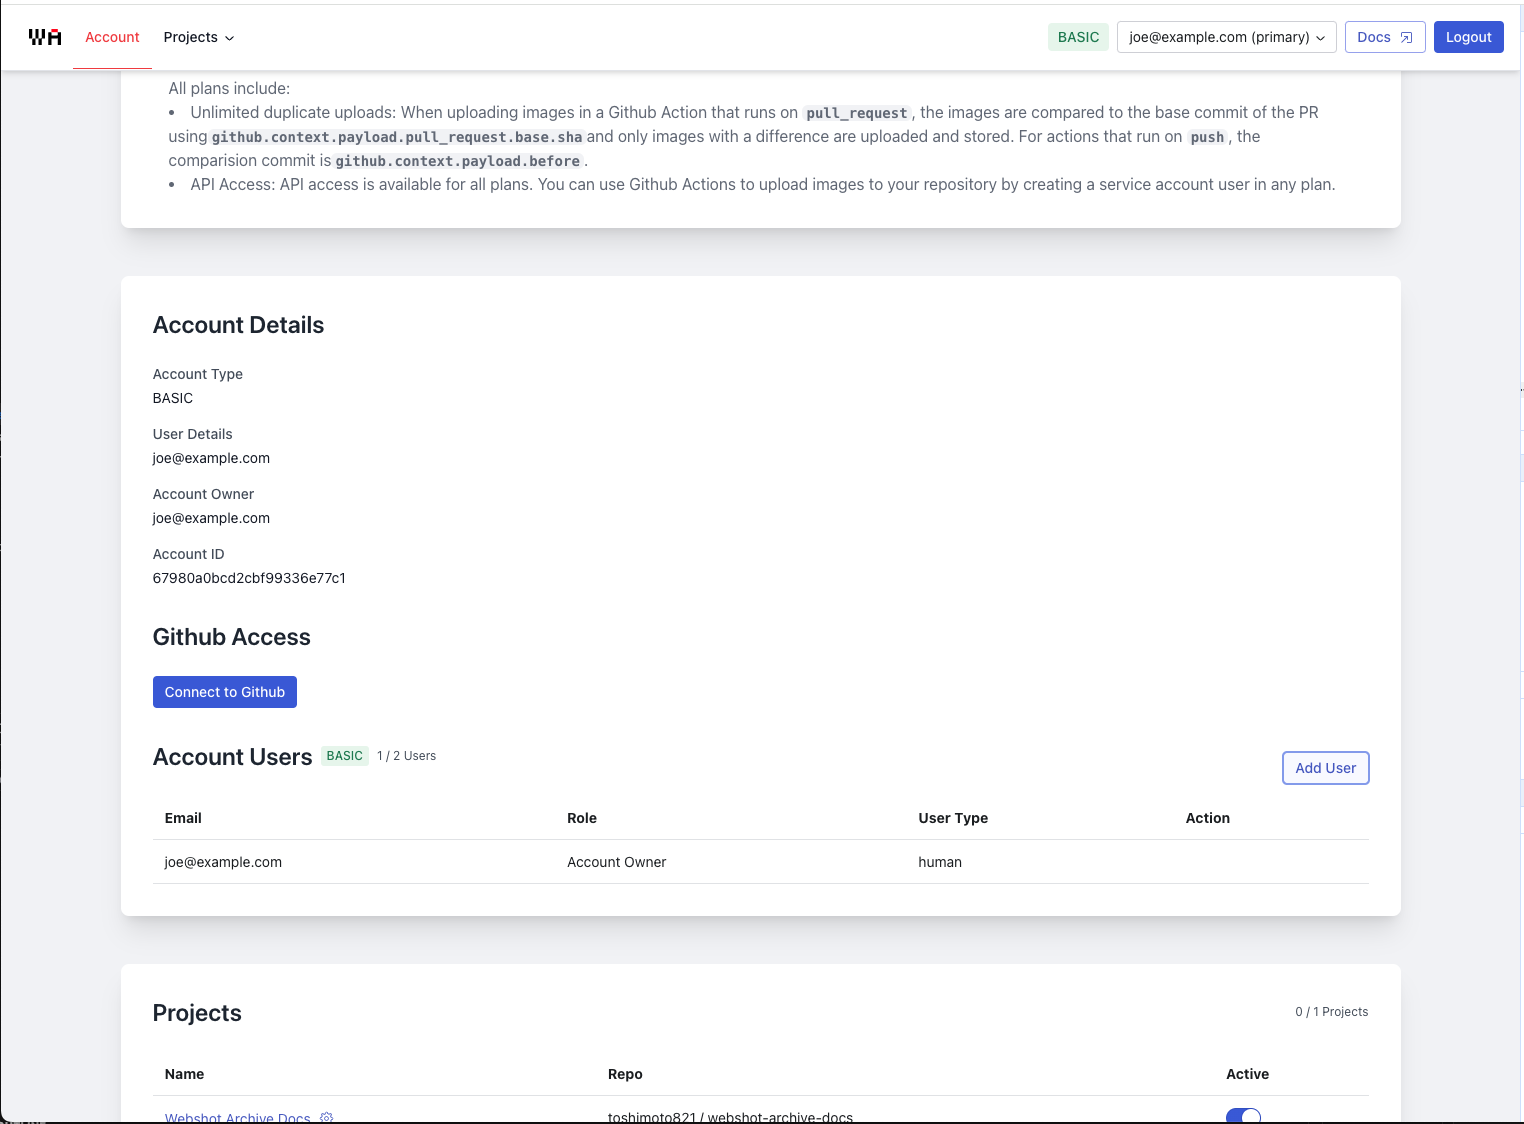 WA Account Projects BASIC joe@example.com (primary) Docs Logout
All plans include:
• Unlimited duplicate uploads: When uploading images in a Github Action that runs on pull_request, the images are compared to the base commit of the PR
using github.context.payload.pull_request.base.sha and only images with a difference are uploaded and stored. For actions that run on push, the
comparision commit is github.context.payload.before.
• API Access: API access is available for all plans. You can use Github Actions to upload images to your repository by creating a service account user in any plan.
Account Details
Account Type
BASIC
User Details
joe@example.com
Account Owner
joe@example.com
Account ID
67980a0bcd2cbf99336e77c1
Github Access
Connect to Github
Account Users BASIC 1 / 2 Users Add User
Email Role User Type Action
joe@example.com Account Owner human
Projects 0 / 1 Projects
Name Repo Active
Webshot Archive Docs toshimoto821 / webshot-archive-docs